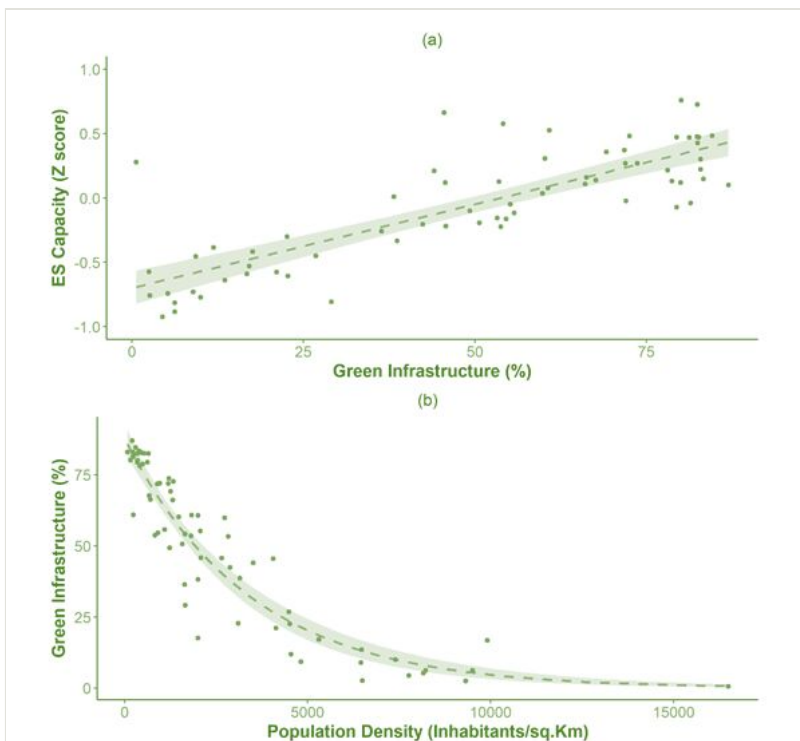 (a)
ES Capacity (Z score)
1.0
0.5
0.0
-0.5
-1.0
0
25
50
75
Green Infrastructure (%)
(b)
Green Infrastructure (%)
75
50
25
0
0
5000
10000
15000
Population Density (Inhabitants/sq.Km)